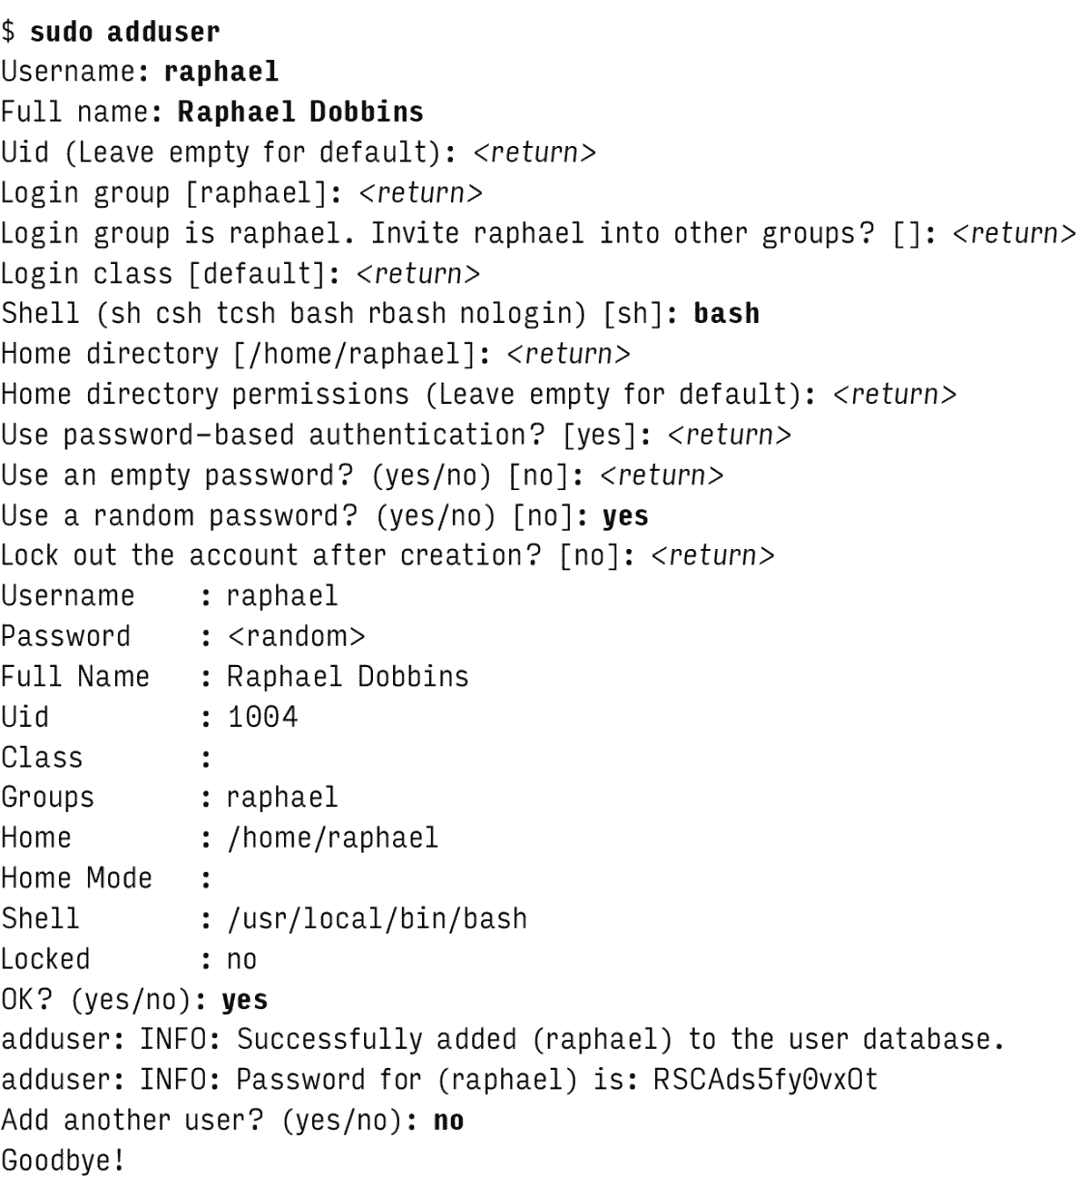 $ sudo adduser
Username: raphael
Full name: Raphael Dobbins
Uid (Leave empty for default): <return>
Login group [raphael]: <return>
Login group is raphael. Invite raphael into other groups? []: <return>
Login class [default]: <return>
Shell (sh csh tcsh bash rbash nologin) [sh]: bash
Home directory [/home/raphael]: <return>
Home directory permissions (Leave empty for default): <return>
Use password-based authentication? [yes]: <return>
Use an empty password? (yes/no) [no]: <return>
Use a random password? (yes/no) [no]: yes
Lock out the account after creation? [no]: <return>
Username : raphael
Password : <random>
Full Name : Raphael Dobbins
Uid : 1004
Class :
Groups : raphael
Home : /home/raphael
Home Mode :
Shell : /usr/local/bin/bash
Locked : no
OK? (yes/no): yes
adduser: INFO: Successfully added (raphael) to the user database.
adduser: INFO: Password for (raphael) is: RSCAds5fy0vxOt
Add another user? (yes/no): no
Goodbye!